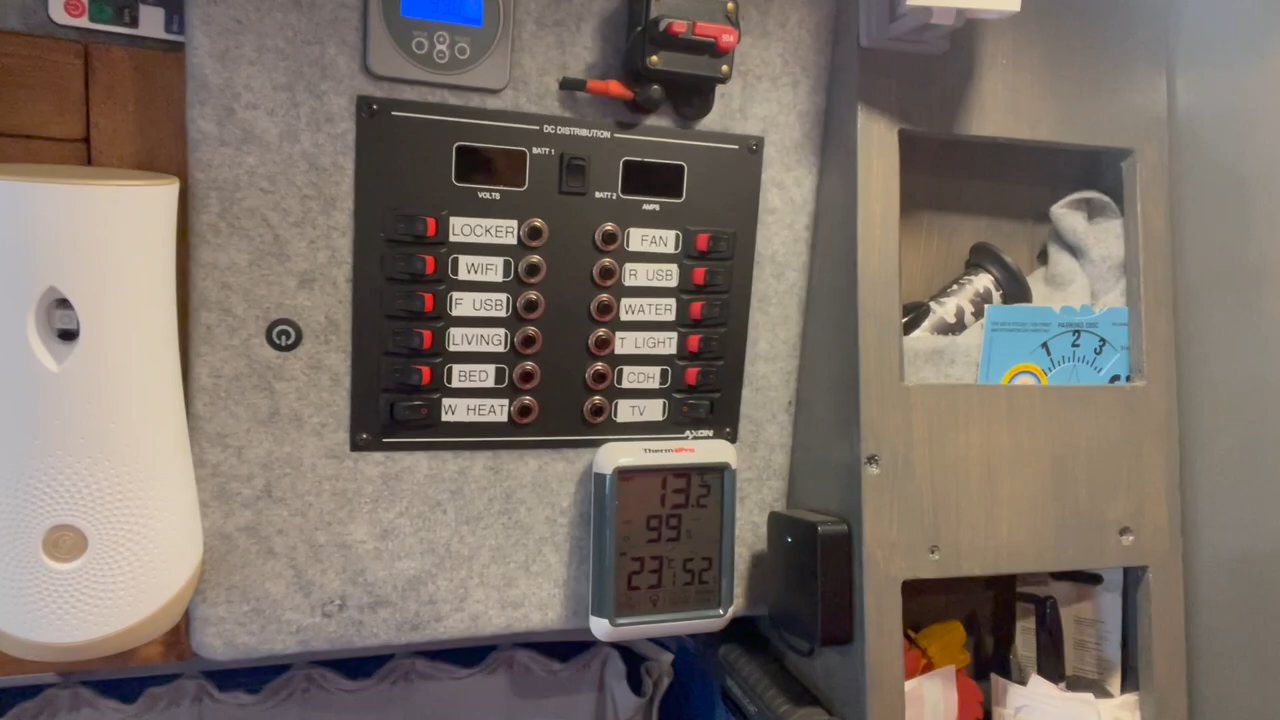 DC DISTRIBUTION
BATT 1
VOLTS
BATT 2
AMPS
LOCKER
FAN
WIFI
R USB
F USB
WATER
LIVING
T LIGHT
BED
CDH
W HEAT
TV
AXON
ThermoPro
13.2
99
23°C 52
PARKING DISC
1 2 3
10A